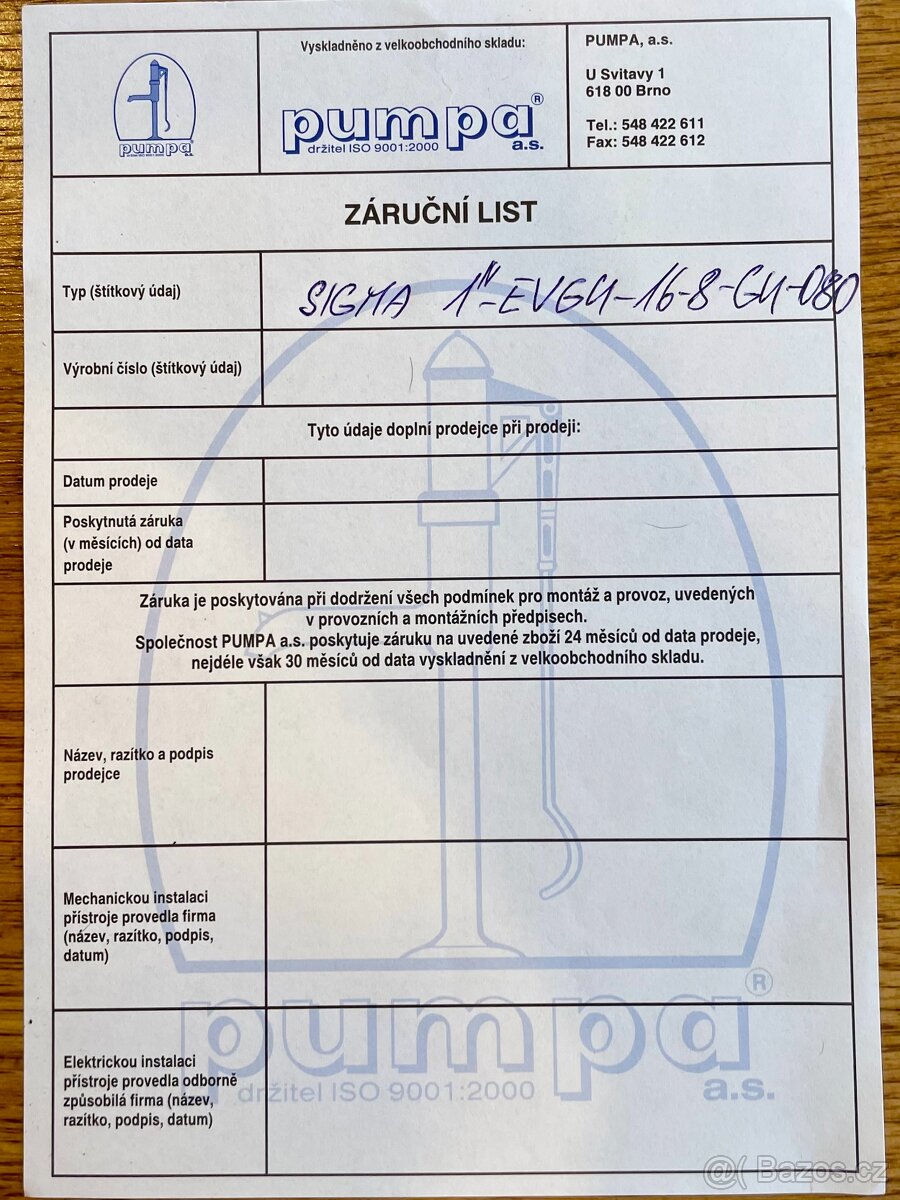 pumpa
a.s.
Vyskladněno z velkoobchodního skladu:
pumpa®
držitel ISO 9001:2000
a.s.
PUMPA, a.s.
U Svitavy 1
618 00 Brno
Tel.: 548 422 611
Fax: 548 422 612
ZÁRUČNÍ LIST
Typ (štítkový údaj)
SIGMA 1"-EVGU-16-8-GU-080
Výrobní číslo (štítkový údaj)
Tyto údaje doplní prodejce při prodeji:
Datum prodeje
Poskytnutá záruka
(v měsících) od data
prodeje
Záruka je poskytována při dodržení všech podmínek pro montáž a provoz, uvedených
v provozních a montážních předpisech.
Společnost PUMPA a.s. poskytuje záruku na uvedené zboží 24 měsíců od data prodeje,
nejdéle však 30 měsíců od data vyskladnění z velkoobchodního skladu.
Název, razítko a podpis
prodejce
Mechanickou instalaci
přístroje provedla firma
(název, razítko, podpis,
datum)
Elektrickou instalaci
přístroje provedla odborně
způsobilá firma (název,
razítko, podpis, datum)
pumpa®
držitel ISO 9001:2000
a.s.
@( Bazos.cz